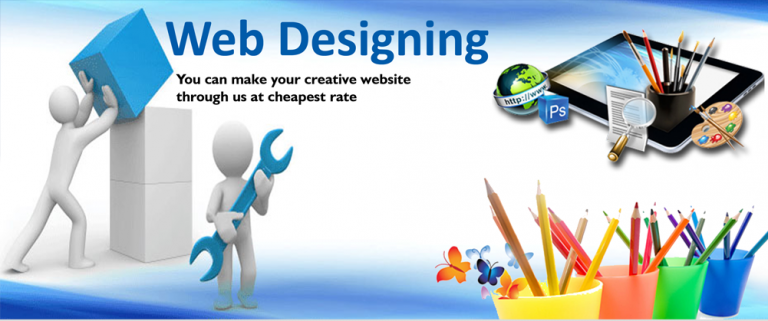 Web Designing
You can make your creative website
through us at cheapest rate
http://www
Ps